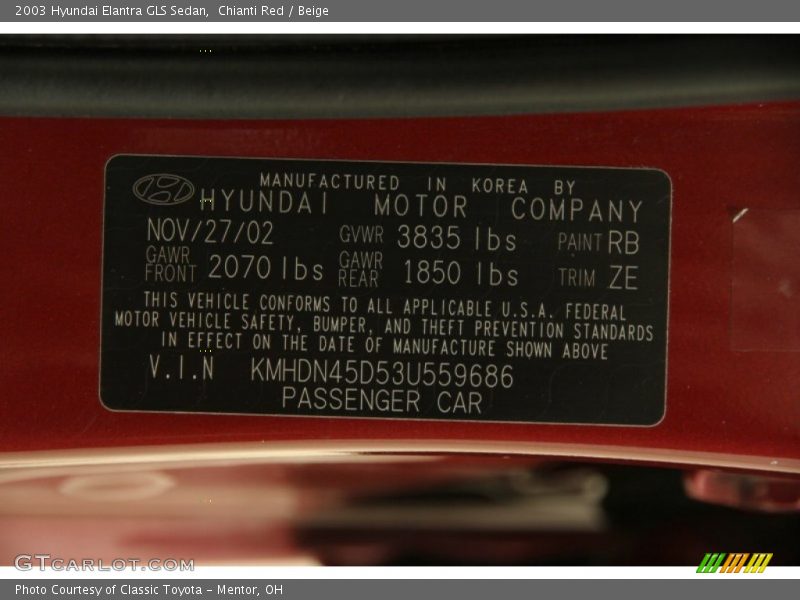 2003 Hyundai Elantra GLS Sedan,  Chianti Red / Beige
MANUFACTURED IN KOREA BY
HYUNDAI MOTOR COMPANY
NOV/27/02 GVWR 3835 lbs PAINT RB
GAWR FRONT 2070 lbs GAWR REAR 1850 lbs TRIM ZE
THIS VEHICLE CONFORMS TO ALL APPLICABLE U.S.A. FEDERAL
MOTOR VEHICLE SAFETY, BUMPER, AND THEFT PREVENTION STANDARDS
IN EFFECT ON THE DATE OF MANUFACTURE SHOWN ABOVE
V.I.N KMHDN45D53U559686
PASSENGER CAR
GTCarLot.com
Photo Courtesy of Classic Toyota - Mentor, OH